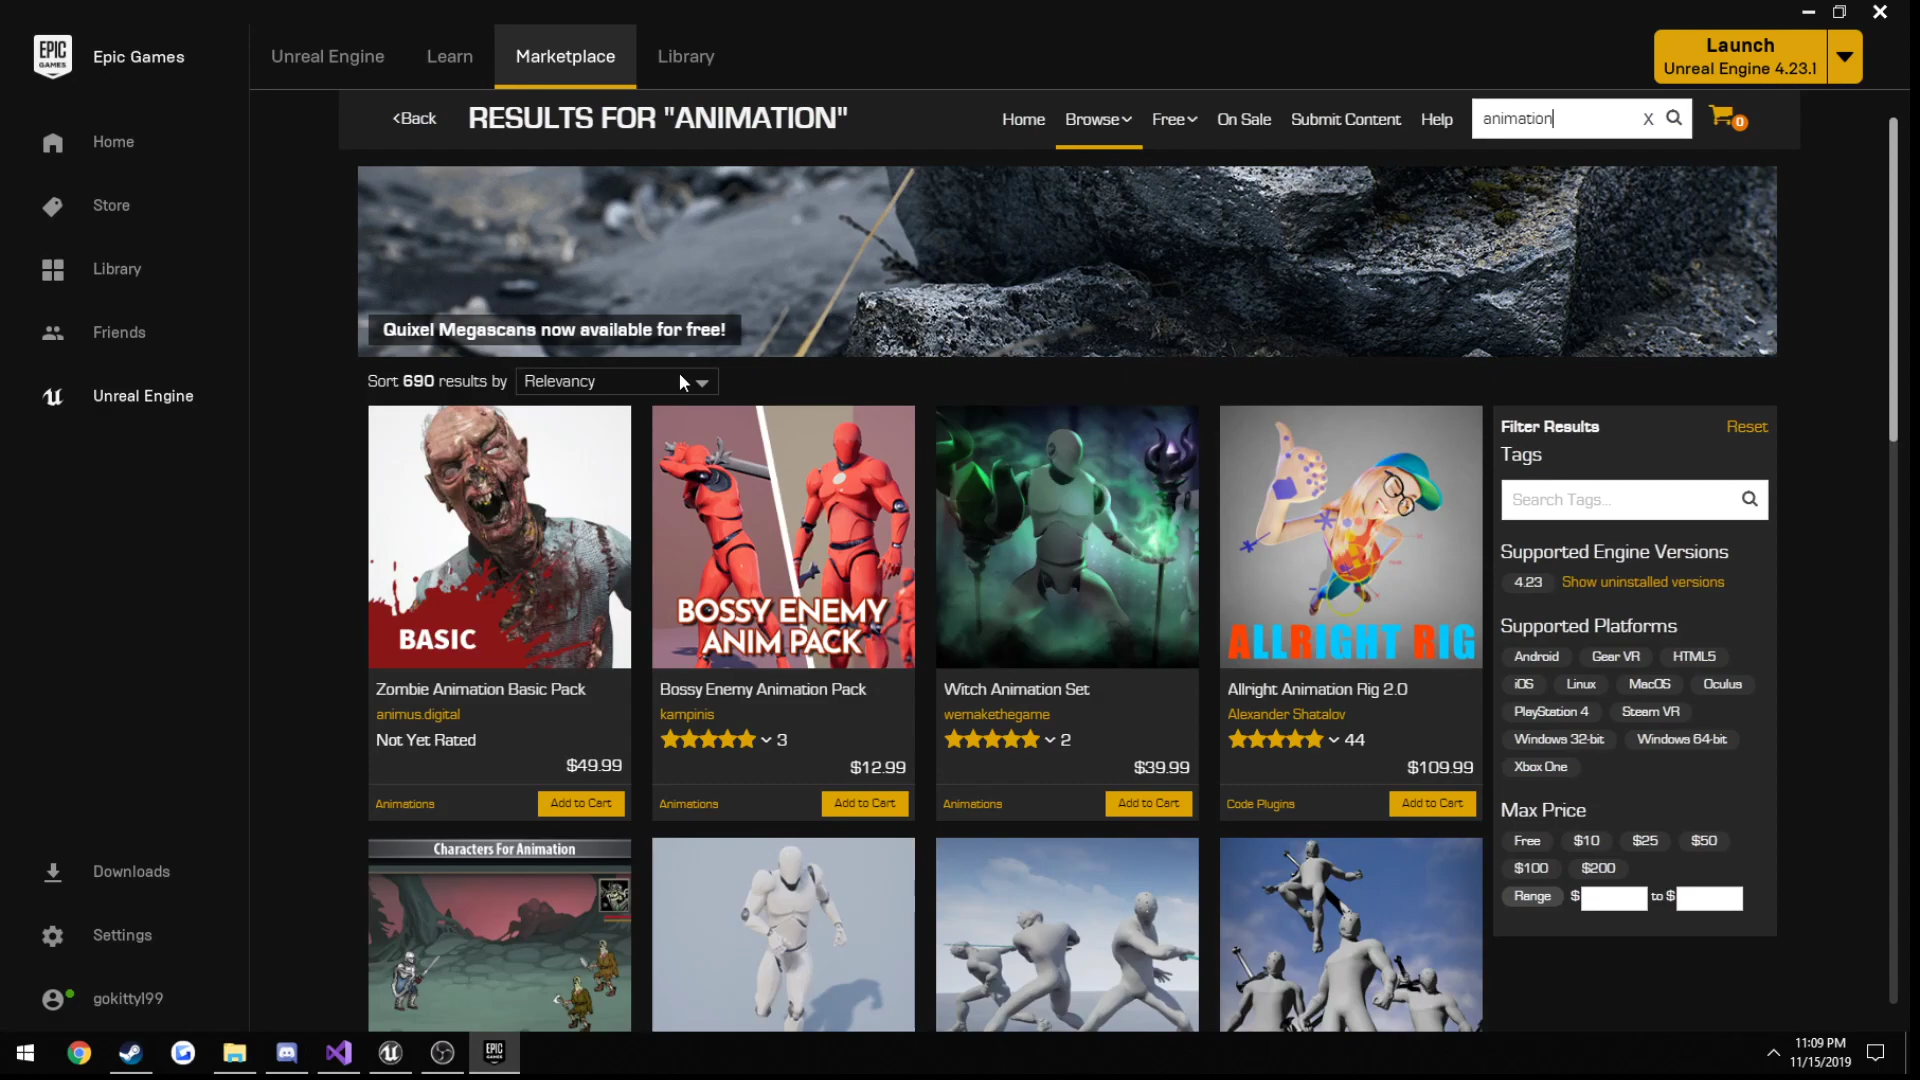 EPIC GAMES
Epic Games
Unreal Engine
Learn
Marketplace
Library
Launch
Unreal Engine 4.23.1
Home
Store
Library
Friends
Unreal Engine
Downloads
Settings
gokitty199
<Back
RESULTS FOR "ANIMATION"
Home
Browse
Free
On Sale
Submit Content
Help
animation
X
0
Quixel Megascans now available for free!
Sort 690 results by
Relevancy
BASIC
Zombie Animation Basic Pack
animus.digital
Not Yet Rated
$49.99
Animations
Add to Cart
BOSSY ENEMY
ANIM PACK
Bossy Enemy Animation Pack
kampinis
3
$12.99
Animations
Add to Cart
Witch Animation Set
wemakethegame
2
$39.99
Animations
Add to Cart
ALLRIGHT RIG
Allright Animation Rig 2.0
Alexander Shatalov
44
$109.99
Code Plugins
Add to Cart
Characters For Animation
Filter Results
Reset
Tags
Search Tags...
Supported Engine Versions
4.23
Show uninstalled versions
Supported Platforms
Android
Gear VR
HTML5
iOS
Linux
MacOS
Oculus
PlayStation 4
Steam VR
Windows 32-bit
Windows 64-bit
Xbox One
Max Price
Free
$10
$25
$50
$100
$200
Range
$
to $
EPIC GAMES
11:09 PM
11/15/2019